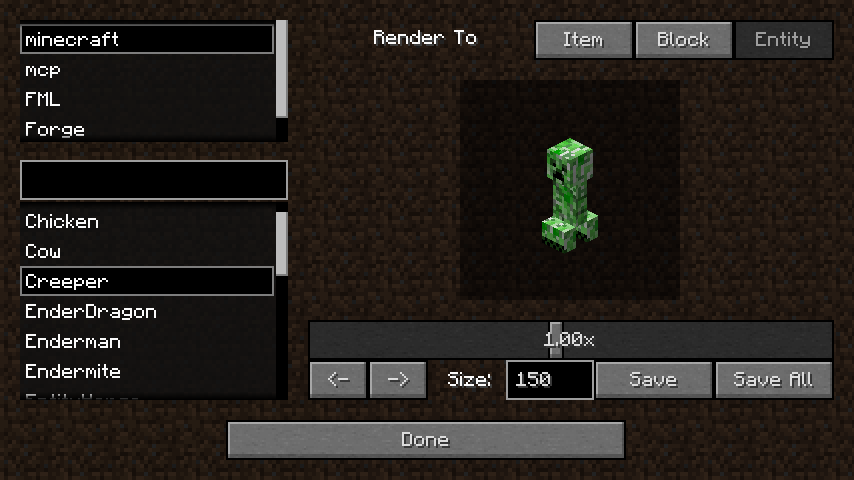 minecraft
mcp
FML
Forge
Render To
Item
Block
Entity
Chicken
Cow
Creeper
EnderDragon
Enderman
Endermite
1.00x
<-
->
Size:
150
Save
Save All
Done